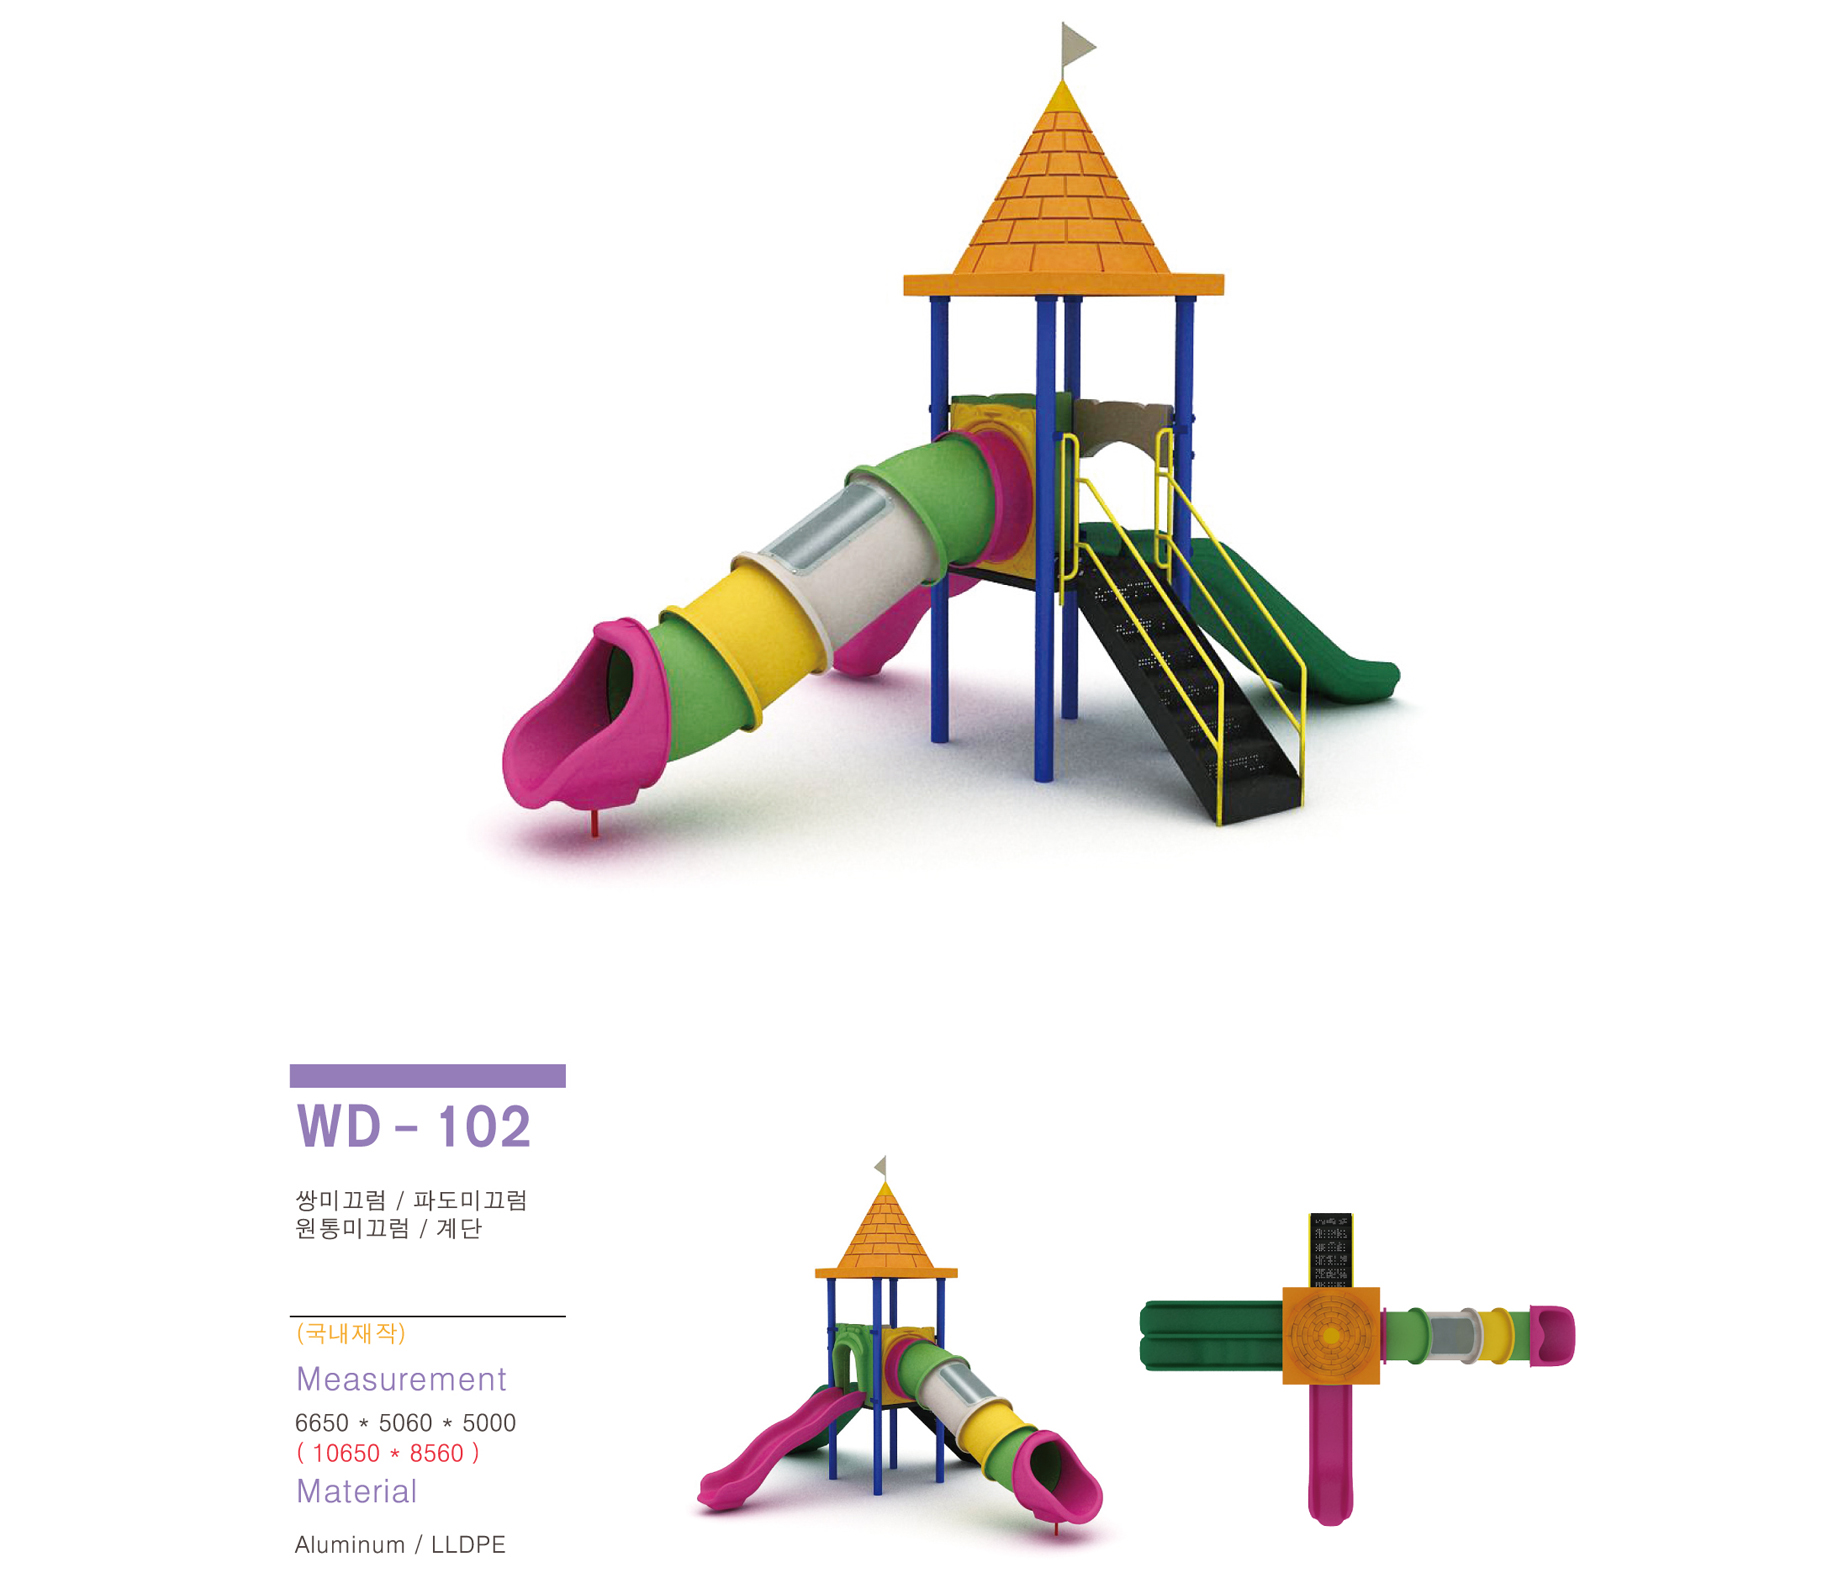 WD - 102
쌍미끄럼 / 파도미끄럼
원통미끄럼 / 계단
(국내재작)
Measurement
6650 * 5060 * 5000
( 10650 * 8560 )
Material
Aluminum / LLDPE